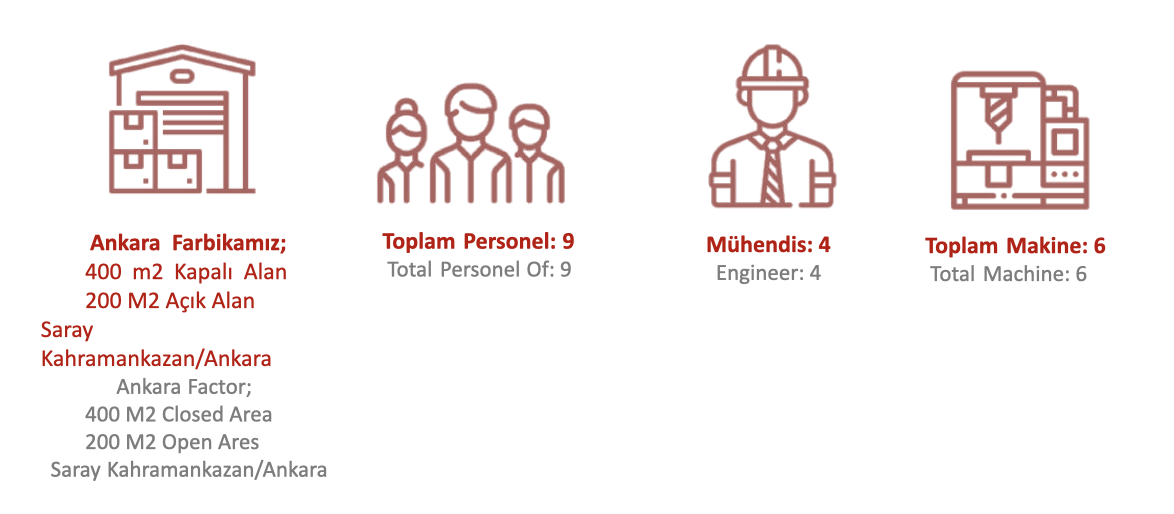 Ankara Farbikamız;
400 m2 Kapalı Alan
200 M2 Açık Alan
Saray
Kahramankazan/Ankara
Ankara Factor;
400 M2 Closed Area
200 M2 Open Ares
Saray Kahramankazan/Ankara
Toplam Personel: 9
Total Personel Of: 9
Mühendis: 4
Engineer: 4
Toplam Makine: 6
Total Machine: 6